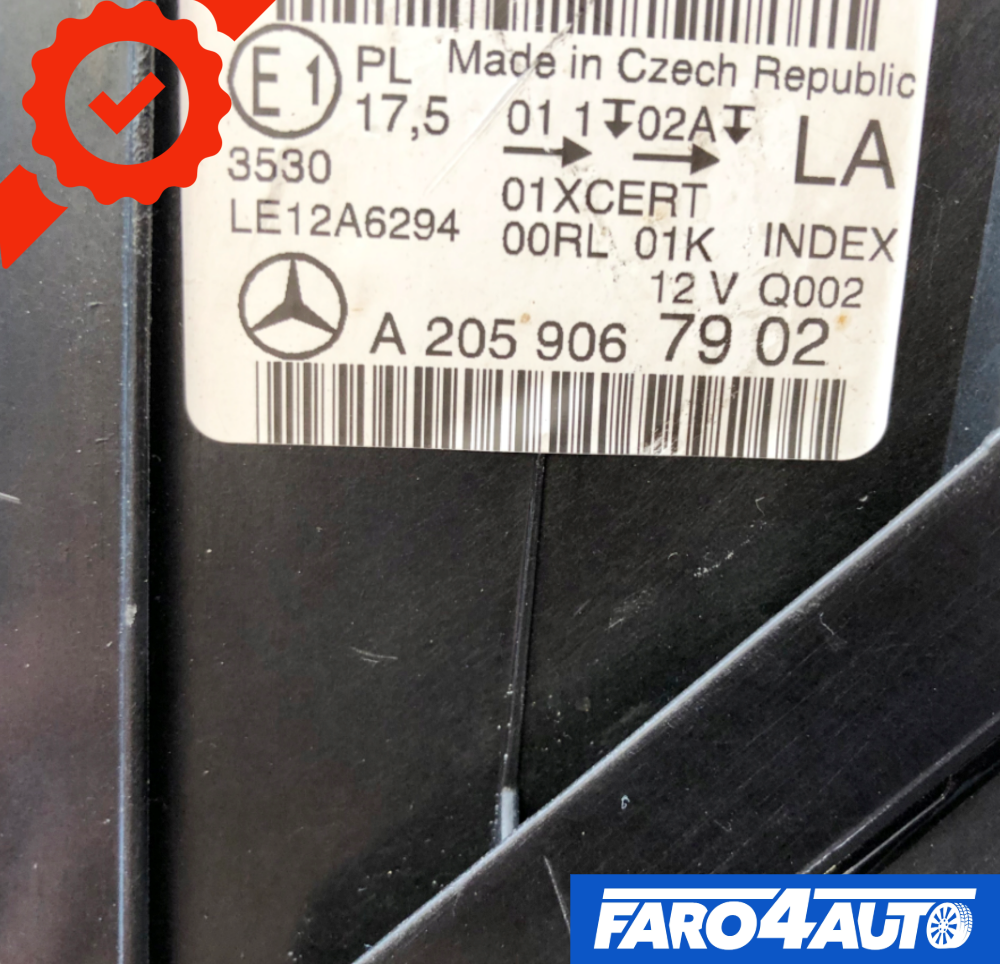 E1 PL Made in Czech Republic
17,5 01 1 02A LA
3530
01XCERT
LE12A6294 00RL 01K INDEX
12 V Q002
A 205 906 79 02
FARO4AUTO